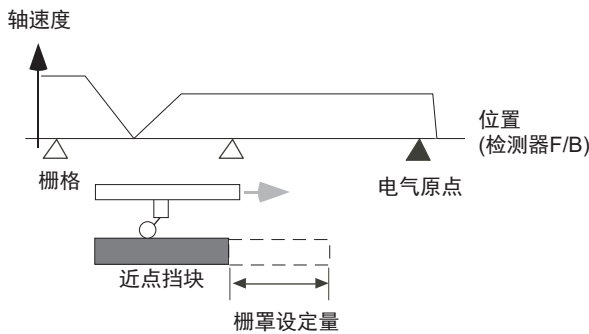 轴速度
位置
(检测器F/B)
栅格
电气原点
近点挡块
栅罩设定量